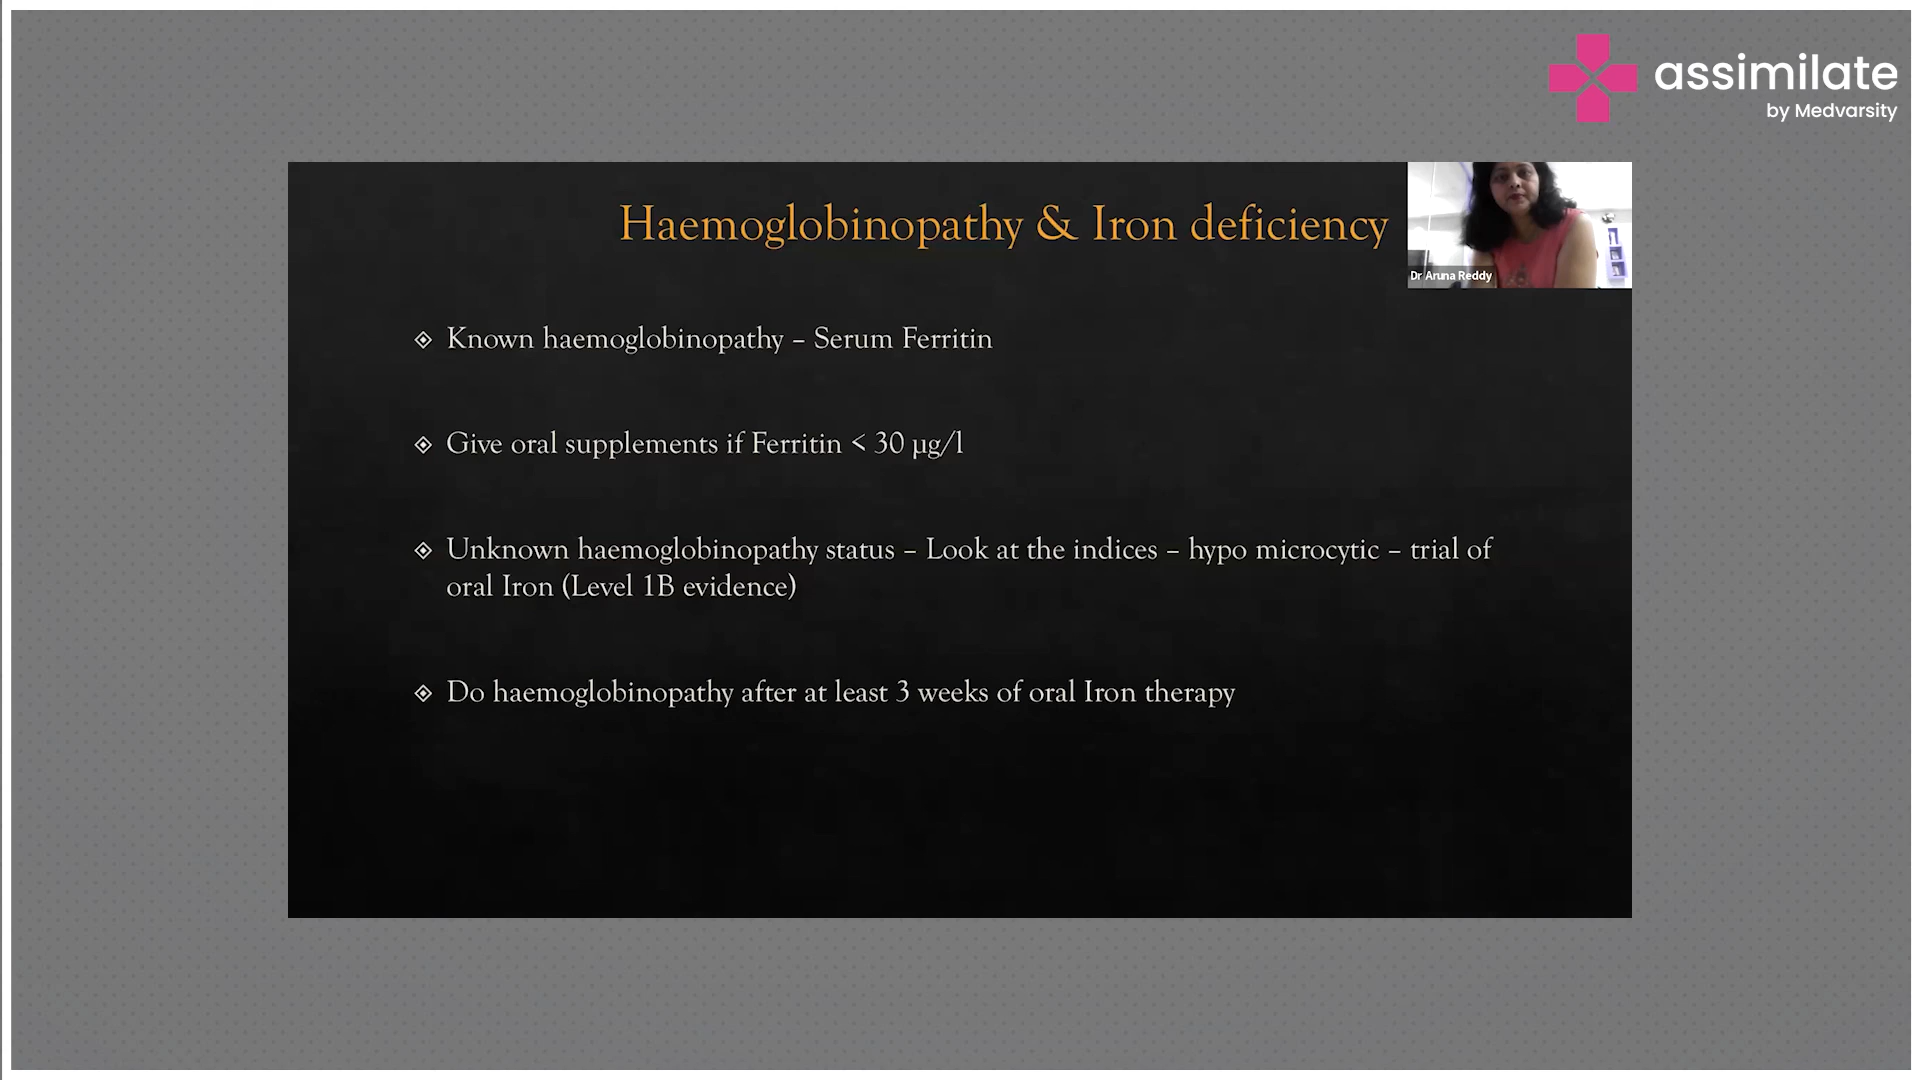 assimilate
by Medvarsity
Haemoglobinopathy & Iron deficiency
Dr Aruna Reddy
Known haemoglobinopathy – Serum Ferritin
Give oral supplements if Ferritin < 30 µg/l
Unknown haemoglobinopathy status – Look at the indices – hypo microcytic – trial of
oral Iron (Level 1B evidence)
Do haemoglobinopathy after at least 3 weeks of oral Iron therapy